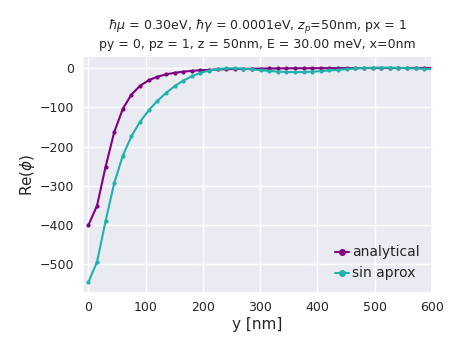 ħμ = 0.30eV, ħγ = 0.0001eV, zₚ=50nm, px = 1
py = 0, pz = 1, z = 50nm, E = 30.00 meV, x=0nm
0
−100
−200
−300
−400
−500
Re(ϕ)
analytical
sin aprox
0 100 200 300 400 500 600
y [nm]